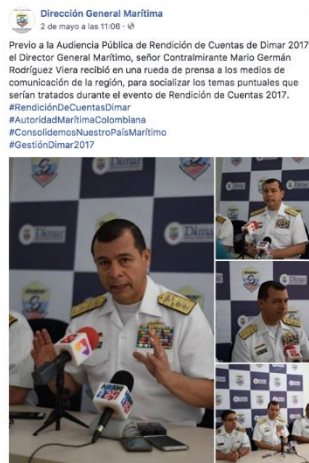 Dirección General Marítima
2 de mayo a las 11:06 ·
Previo a la Audiencia Pública de Rendición de Cuentas de Dimar 2017
el Director General Marítimo, señor Contralmirante Mario Germán
Rodríguez Viera recibió en una rueda de prensa a los medios de
comunicación de la región, para socializar los temas puntuales que
serían tratados durante el evento de Rendición de Cuentas 2017.
#RendiciónDeCuentasDimar
#AutoridadMarítimaColombiana
#ConsolidemosNuestroPaísMarítimo
#GestiónDimar2017
Dimar
Dimar